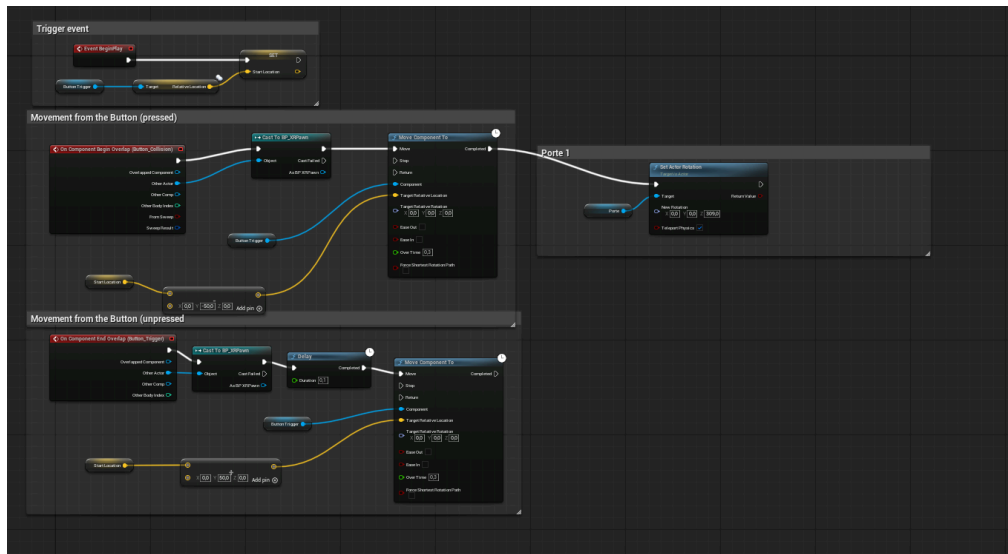 Trigger event
Event BeginPlay
SET
Start Location
Button Trigger
Target Relative Location
Movement from the Button (pressed)
On Component Begin Overlap (Button_Collision)
Overlapped Component
Other Actor
Other Comp
Other Body Index
From Sweep
Sweep Result
Cast To BP_XRPawn
Object Cast Failed
As BP XRPawn
Move Component To
Move Completed
Stop
Return
Component
Target Relative Location
Target Relative Rotation
X 0,0 Y 0,0 Z 0,0
Ease Out
Ease In
Over Time 0,2
Force Shortest Rotation Path
Button Trigger
Start Location
X 0,0 Y -50,0 Z 0,0 Add pin
Porte 1
Set Actor Rotation
Target is Actor
Target Return Value
New Rotation
X 0,0 Y 0,0 Z 309,0
Teleport Physics
Porte
Movement from the Button (unpressed
On Component End Overlap (Button_Trigger)
Overlapped Component
Other Actor
Other Comp
Other Body Index
Cast To BP_XRPawn
Object Cast Failed
As BP XRPawn
Delay
Completed
Duration 0,1
Move Component To
Move Completed
Stop
Return
Component
Target Relative Location
Target Relative Rotation
X 0,0 Y 0,0 Z 0,0
Ease Out
Ease In
Over Time 0,2
Force Shortest Rotation Path
Button Trigger
Start Location
X 0,0 Y 50,0 Z 0,0 Add pin